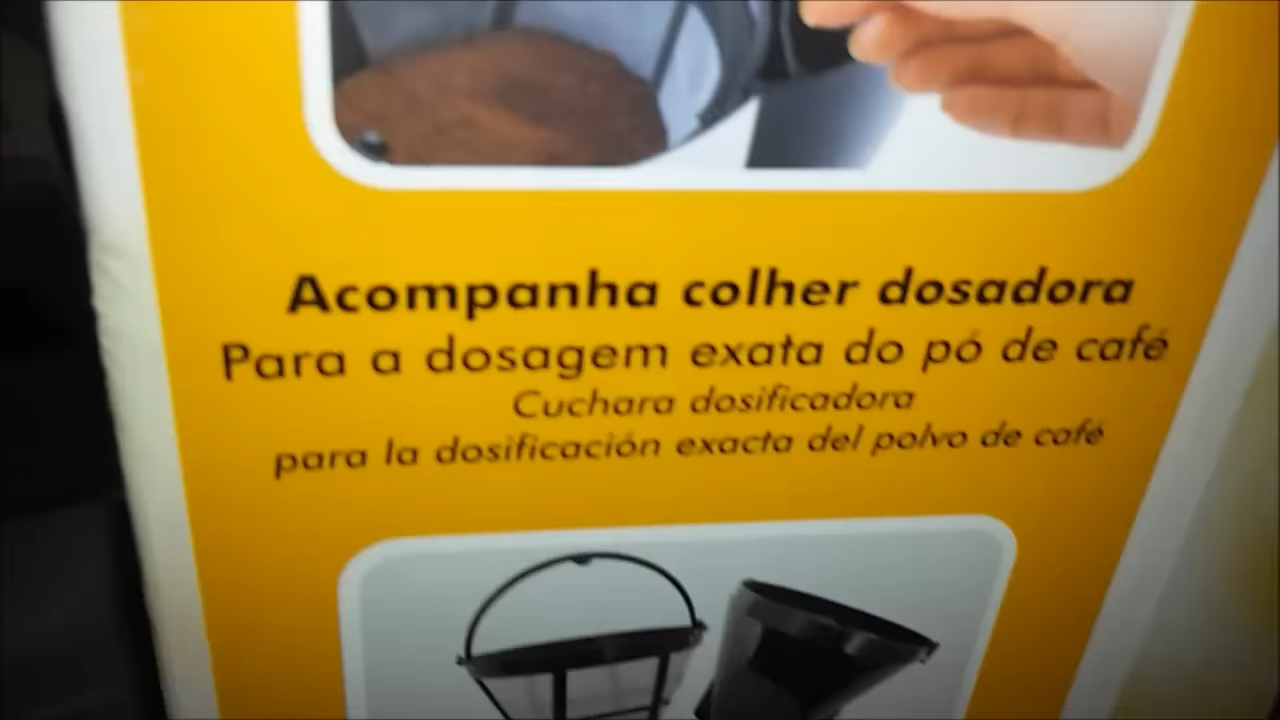 Acompanha colher dosadora
Para a dosagem exata do pó de café
Cuchara dosificadora
para la dosificación exacta del polvo de café